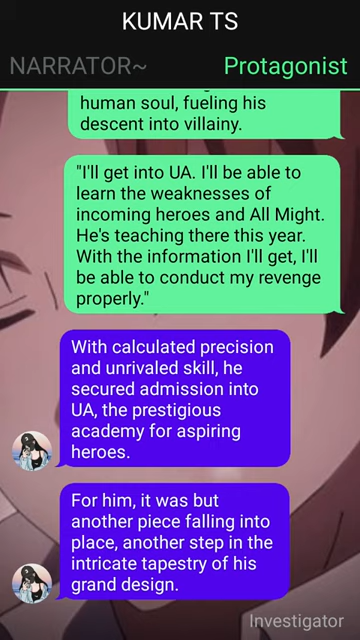 KUMAR TS
NARRATOR~ Protagonist
human soul, fueling his
descent into villainy.
"I'll get into UA. I'll be able to
learn the weaknesses of
incoming heroes and All Might.
He's teaching there this year.
With the information I'll get, I'll
be able to conduct my revenge
properly."
With calculated precision
and unrivaled skill, he
secured admission into
UA, the prestigious
academy for aspiring
heroes.
For him, it was but
another piece falling into
place, another step in the
intricate tapestry of his
grand design.
Investigator